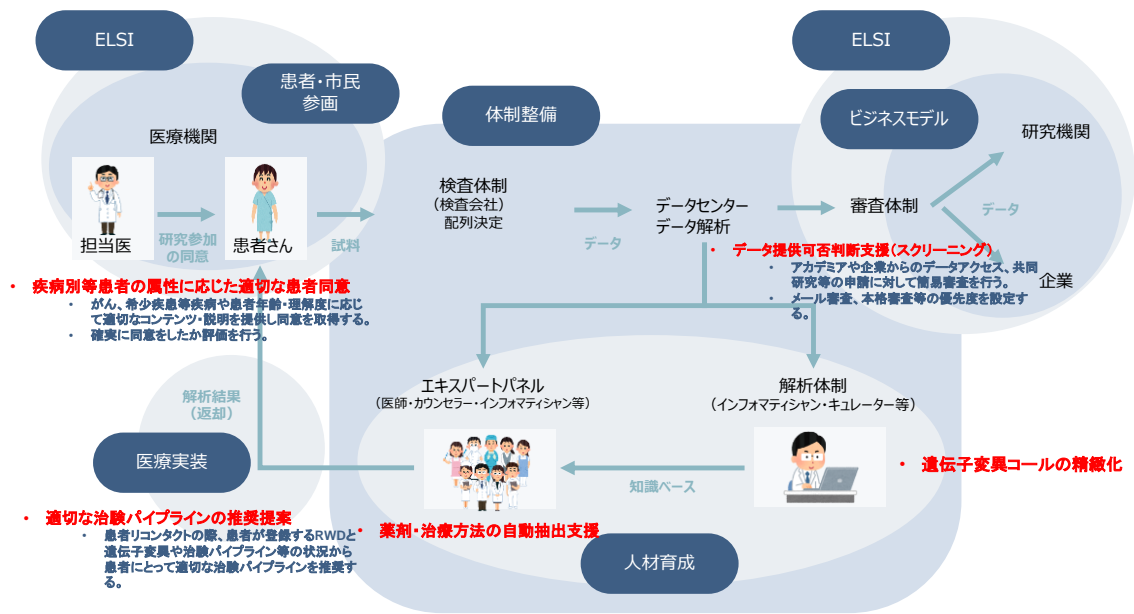 ELSI
患者・市民
参画
医療機関
担当医
研究参加
の同意
患者さん
試料
・ 疾病別等患者の属性に応じた適切な患者同意
・ がん、希少疾患等疾病や患者年齢・理解度に応じ
て適切なコンテンツ・説明を提供し同意を取得する。
・ 確実に同意をしたか評価を行う。
体制整備
検査体制
（検査会社）
配列決定
データ
データセンター
データ解析
ELSI
ビジネスモデル
審査体制
研究機関
データ
企業
・ データ提供可否判断支援（スクリーニング）
・ アカデミアや企業からのデータアクセス、共同
研究等の申請に対して簡易審査を行う。
・ メール審査、本格審査等の優先度を設定す
る。
解析結果
（返却）
医療実装
・ 適切な治験パイプラインの推奨提案
・ 患者リコンタクトの際、患者が登録するRWDと
遺伝子変異や治験パイプライン等の状況から
患者にとって適切な治験パイプラインを推奨す
る。
エキスパートパネル
（医師・カウンセラー・インフォマティシャン等）
・ 薬剤・治療方法の自動抽出支援
知識ベース
解析体制
（インフォマティシャン・キュレーター等）
・ 遺伝子変異コールの精緻化
人材育成